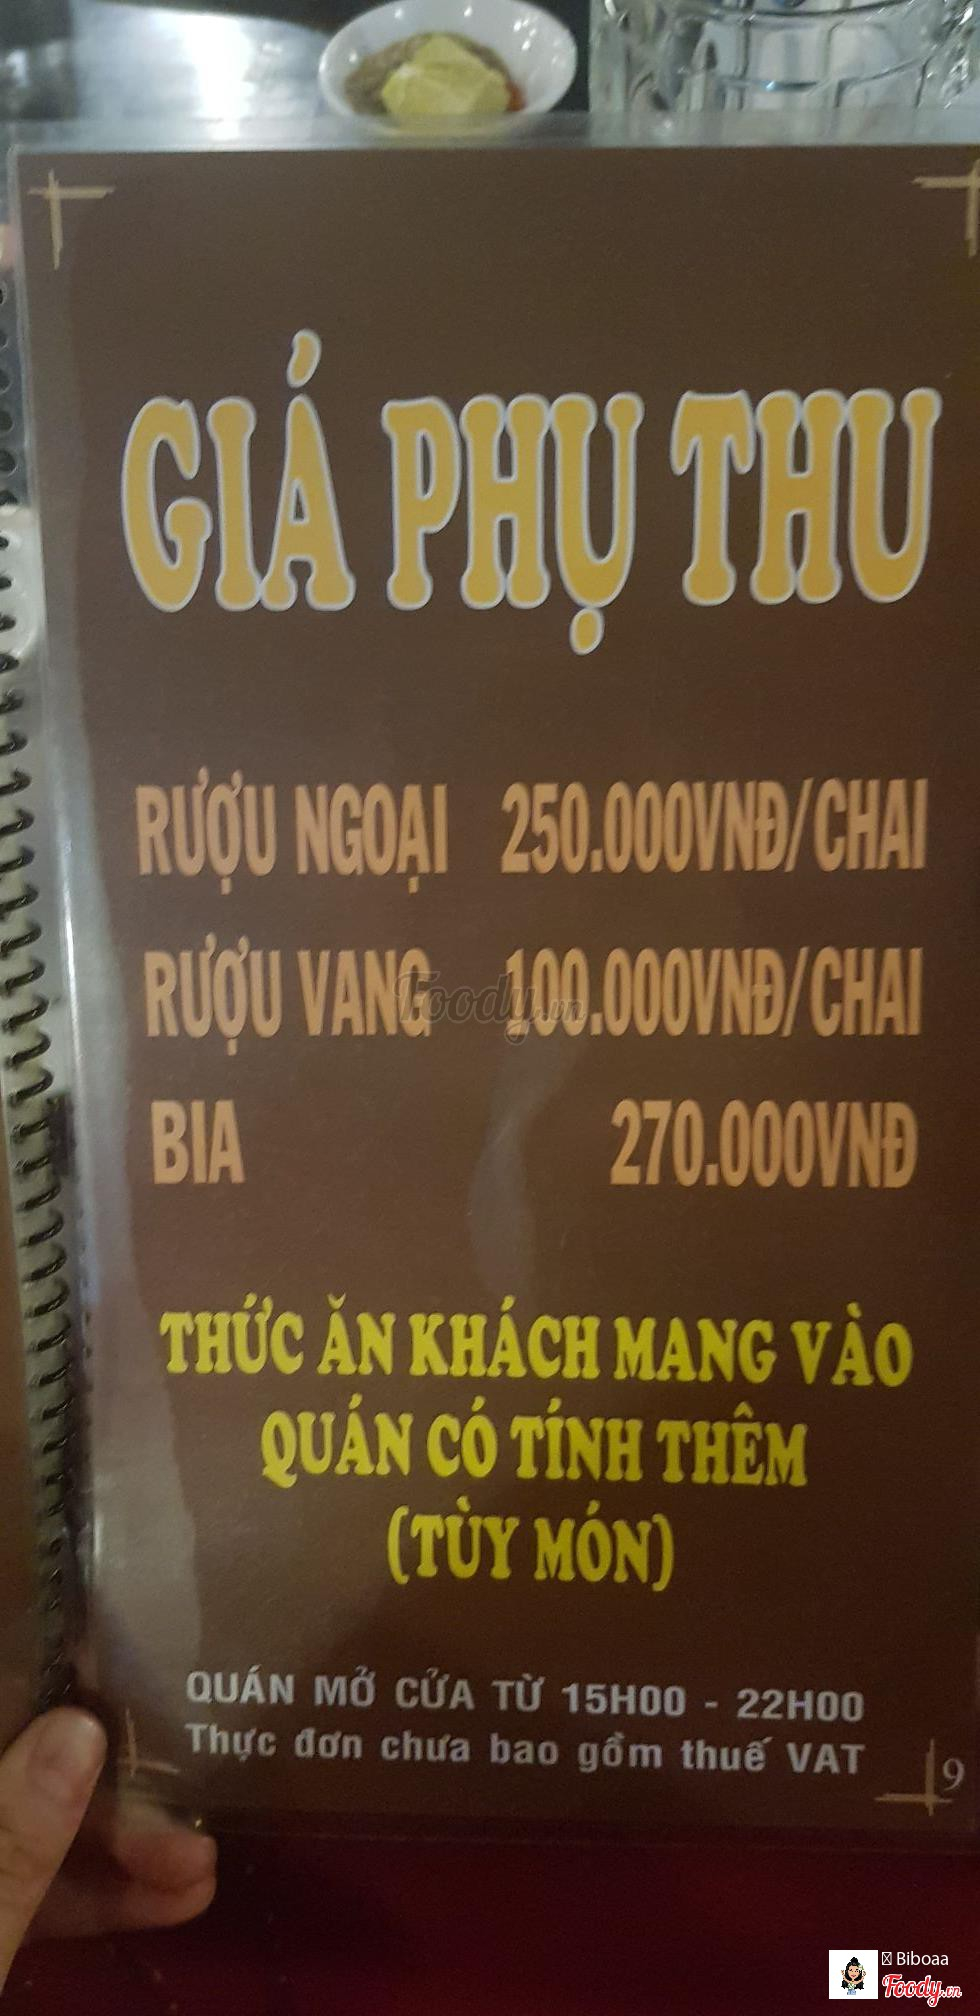 GIÁ PHỤ THU
RƯỢU NGOẠI 250.000VNĐ/CHAI
RƯỢU VANG 100.000VNĐ/CHAI
BIA 270.000VNĐ
THỨC ĂN KHÁCH MANG VÀO
QUÁN CÓ TÍNH THÊM
(TÙY MÓN)
QUÁN MỞ CỬA TỪ 15H00 - 22H00
Thực đơn chưa bao gồm thuế VAT
9
Foody.vn
Biboaa
Foody.vn